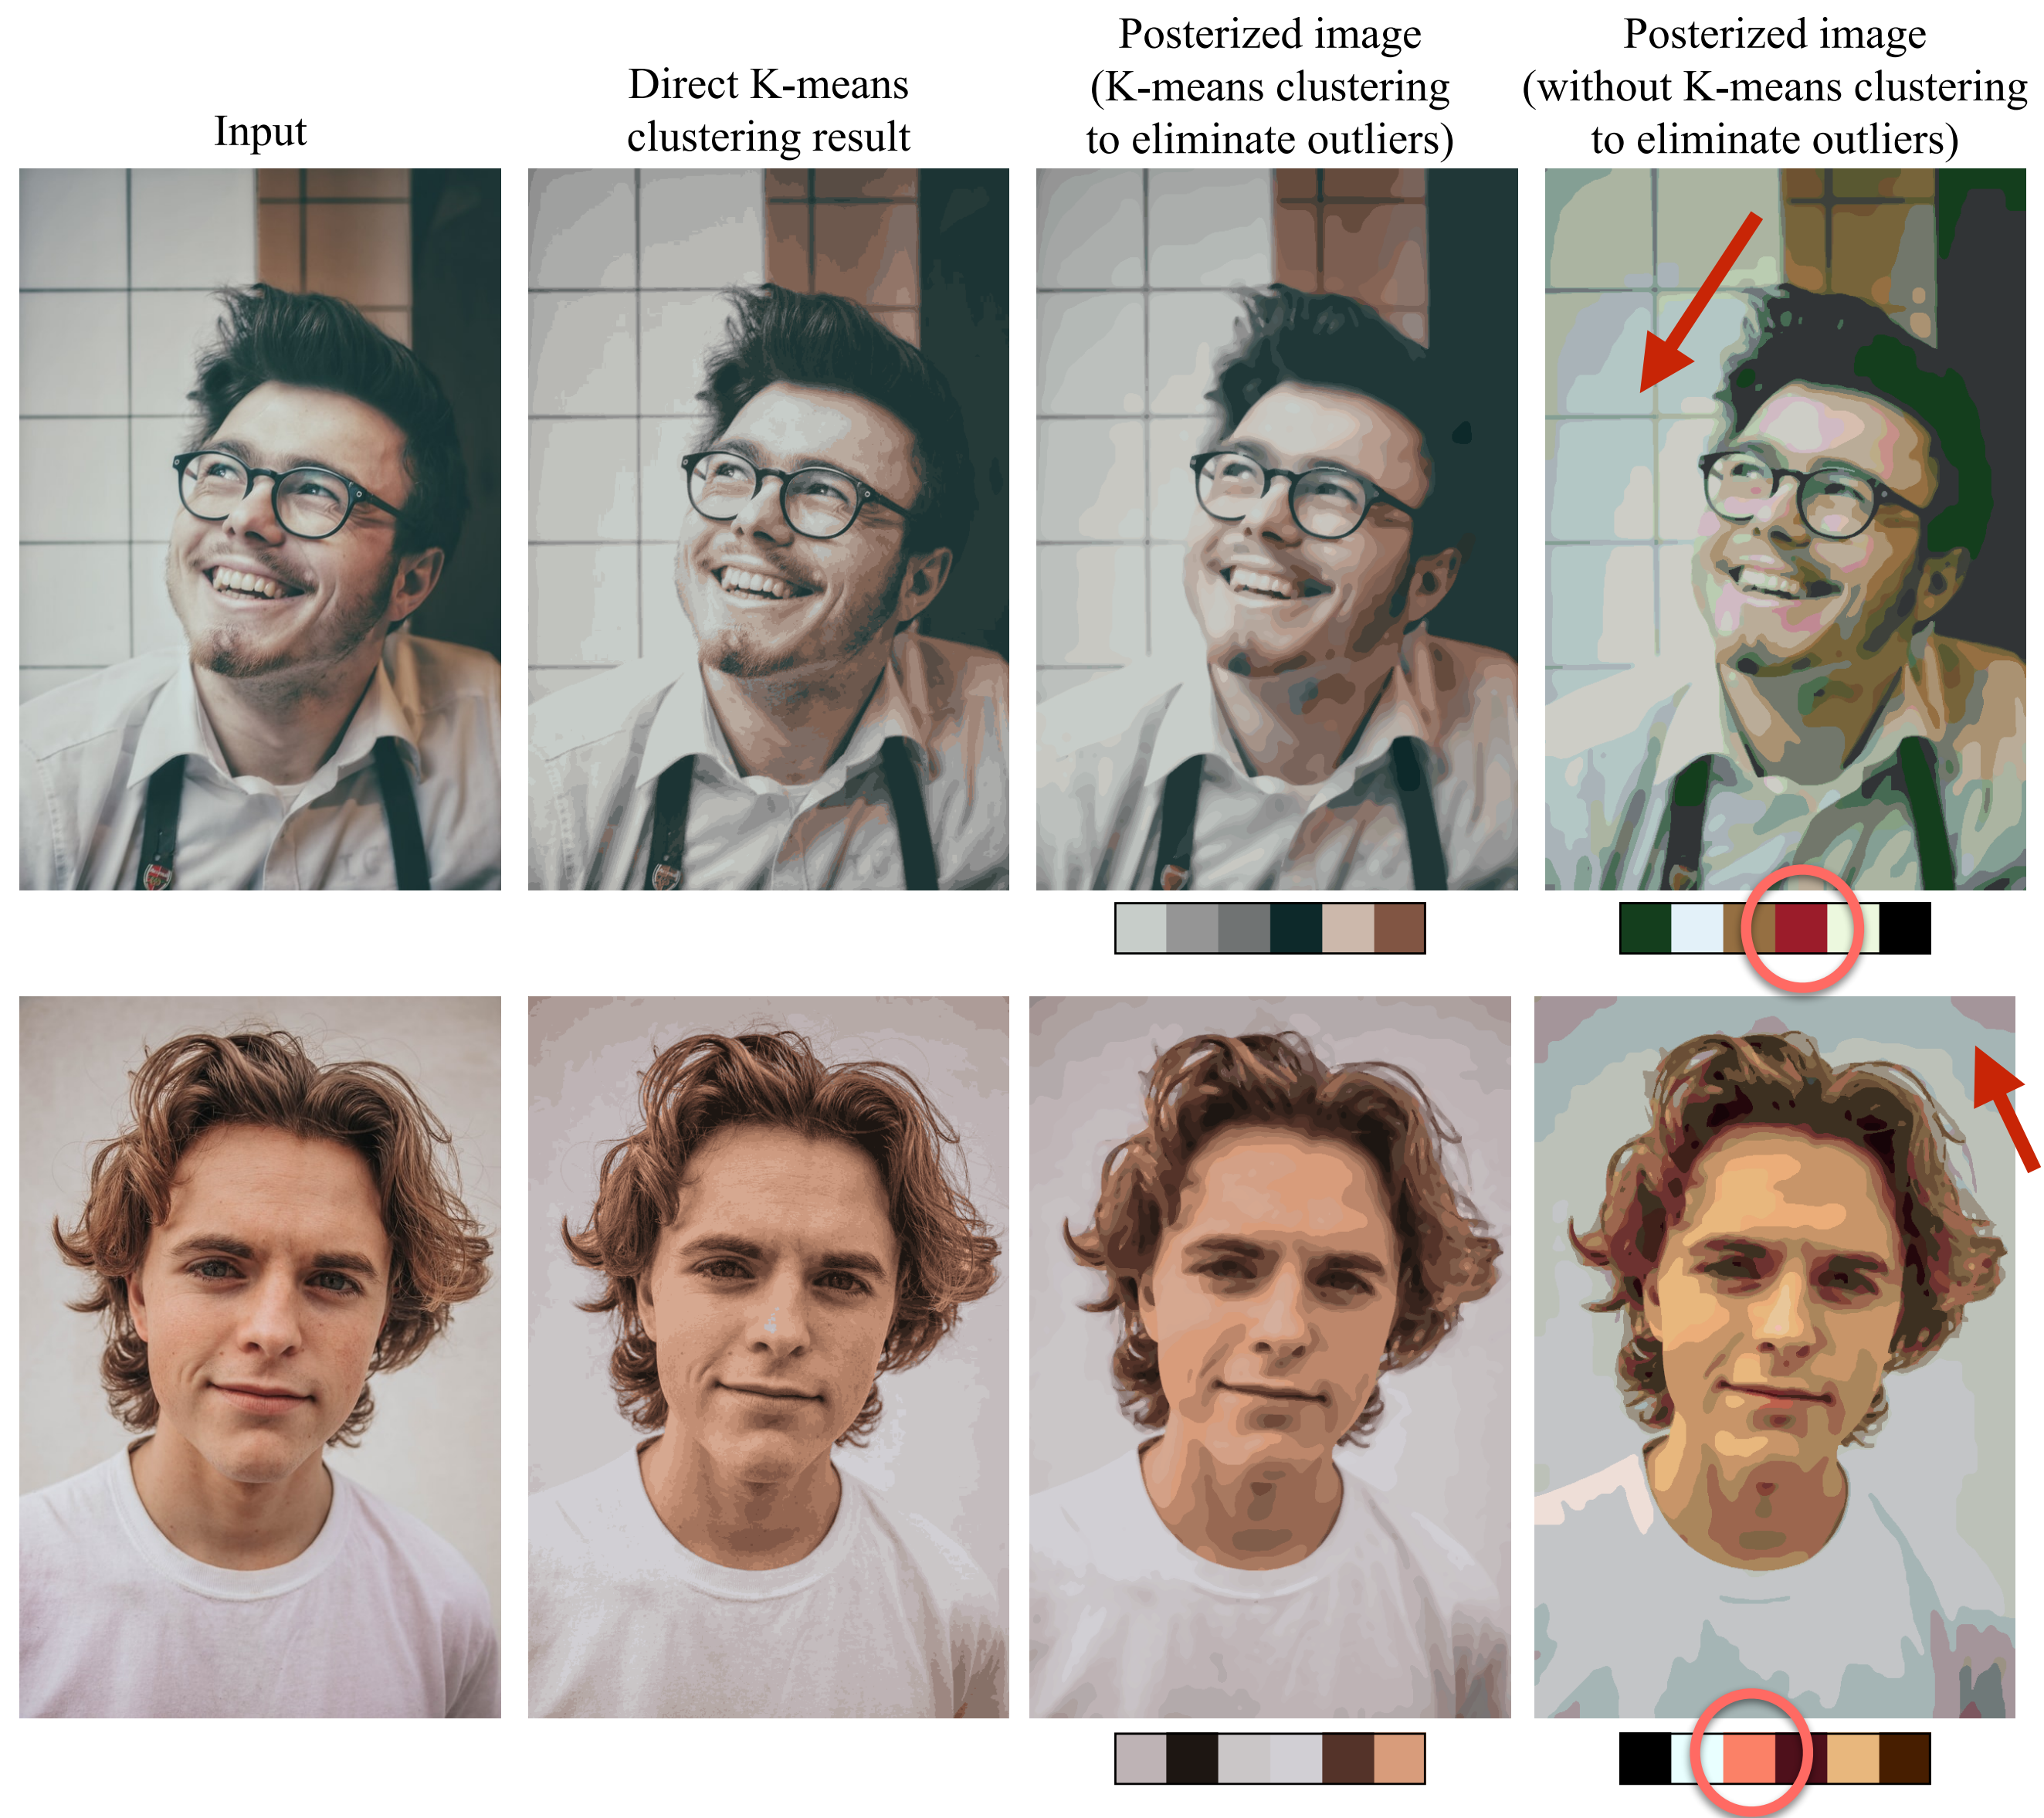 Input
Direct K-means
clustering result
Posterized image
(K-means clustering
to eliminate outliers)
Posterized image
(without K-means clustering
to eliminate outliers)